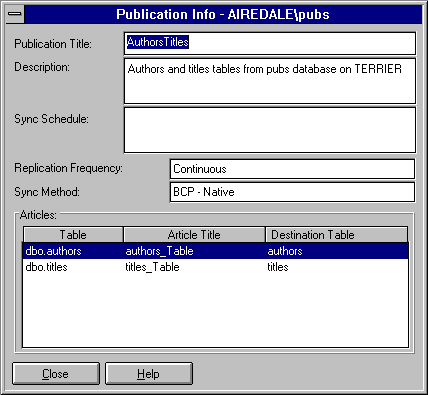 Publication Info - AIREDALE\pubs
Publication Title: AuthorsTitles
Description: Authors and titles tables from pubs database on TERRIER
Sync Schedule:
Replication Frequency: Continuous
Sync Method: BCP - Native
Articles:
Table Article Title Destination Table
dbo.authors authors_Table authors
dbo.titles titles_Table titles
Close Help